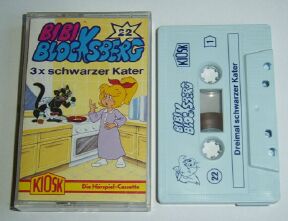 BIBI
BLOCKSBERG
22
3x schwarzer Kater
KIOSK
Die Hörspiel-Cassette
KIOSK
1
BIBI
BLOCKSBERG
Dreimal schwarzer Kater
22